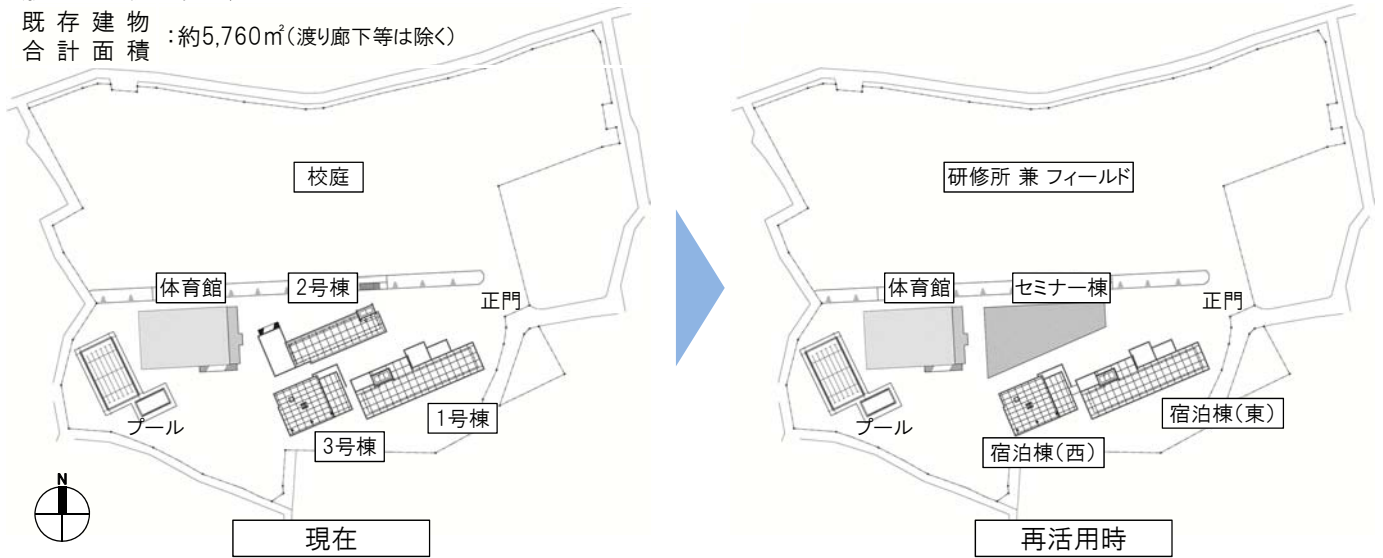 既存建物
合計面積 :約5,760㎡(渡り廊下等は除く)
校庭
体育館
2号棟
正門
プール
1号棟
3号棟
N
現在
研修所 兼 フィールド
体育館
セミナー棟
正門
プール
宿泊棟(東)
宿泊棟(西)
再活用時